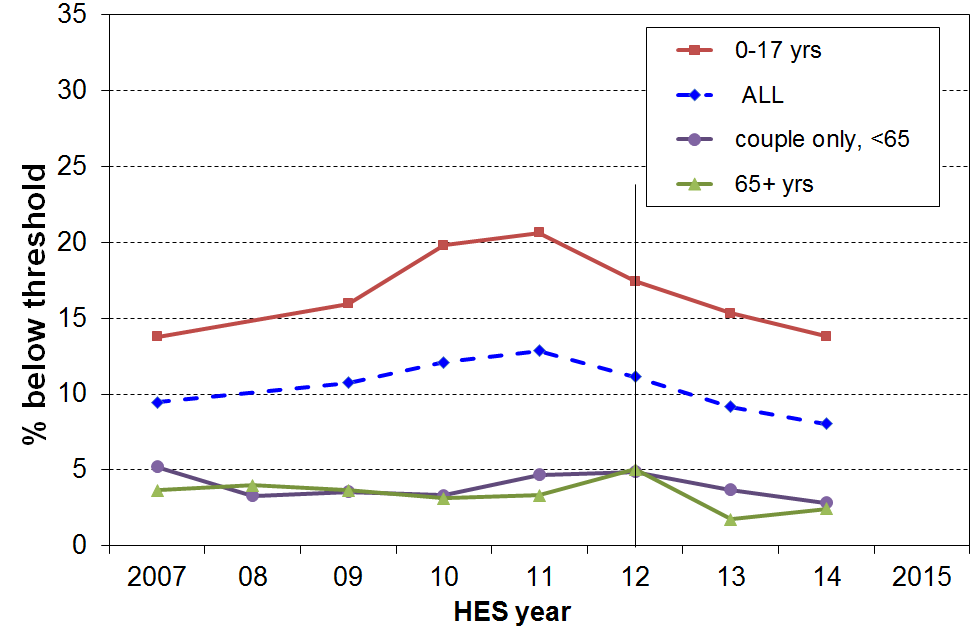 35
30
25
20
15
10
5
0
% below threshold
0-17 yrs
ALL
couple only, <65
65+ yrs
2007 08 09 10 11 12 13 14 2015
HES year